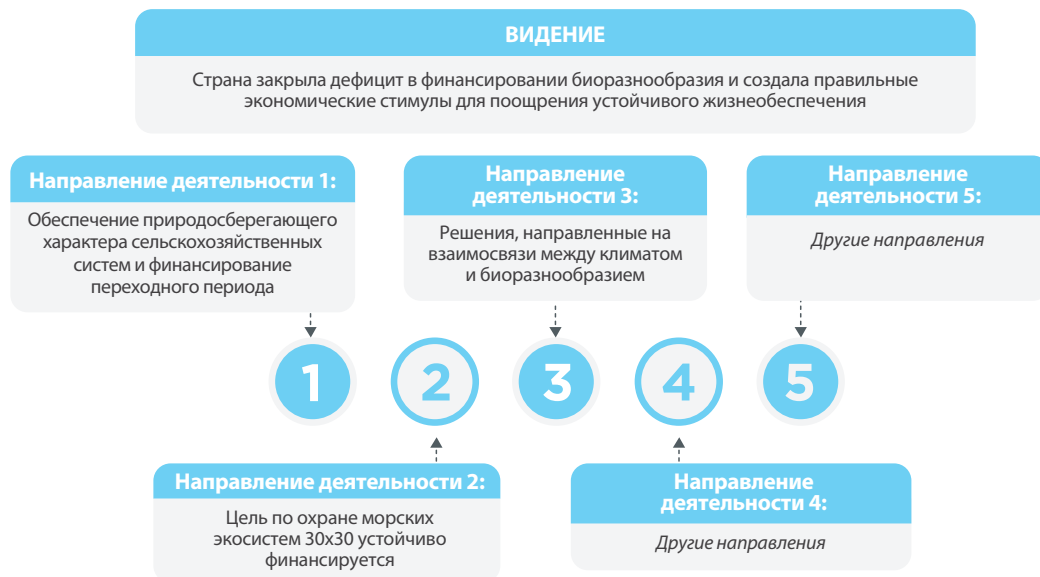 ВИДЕНИЕ
Страна закрыла дефицит в финансировании биоразнообразия и создала правильные
экономические стимулы для поощрения устойчивого жизнеобеспечения
Направление деятельности 1:
Обеспечение природосберегающего
характера сельскохозяйственных
систем и финансирование
переходного периода
Направление
деятельности 3:
Решения, направленные на
взаимосвязи между климатом
и биоразнообразием
Направление
деятельности 5:
Другие направления
1
2
3
4
5
Направление деятельности 2:
Цель по охране морских
экосистем 30x30 устойчиво
финансируется
Направление
деятельности 4:
Другие направления